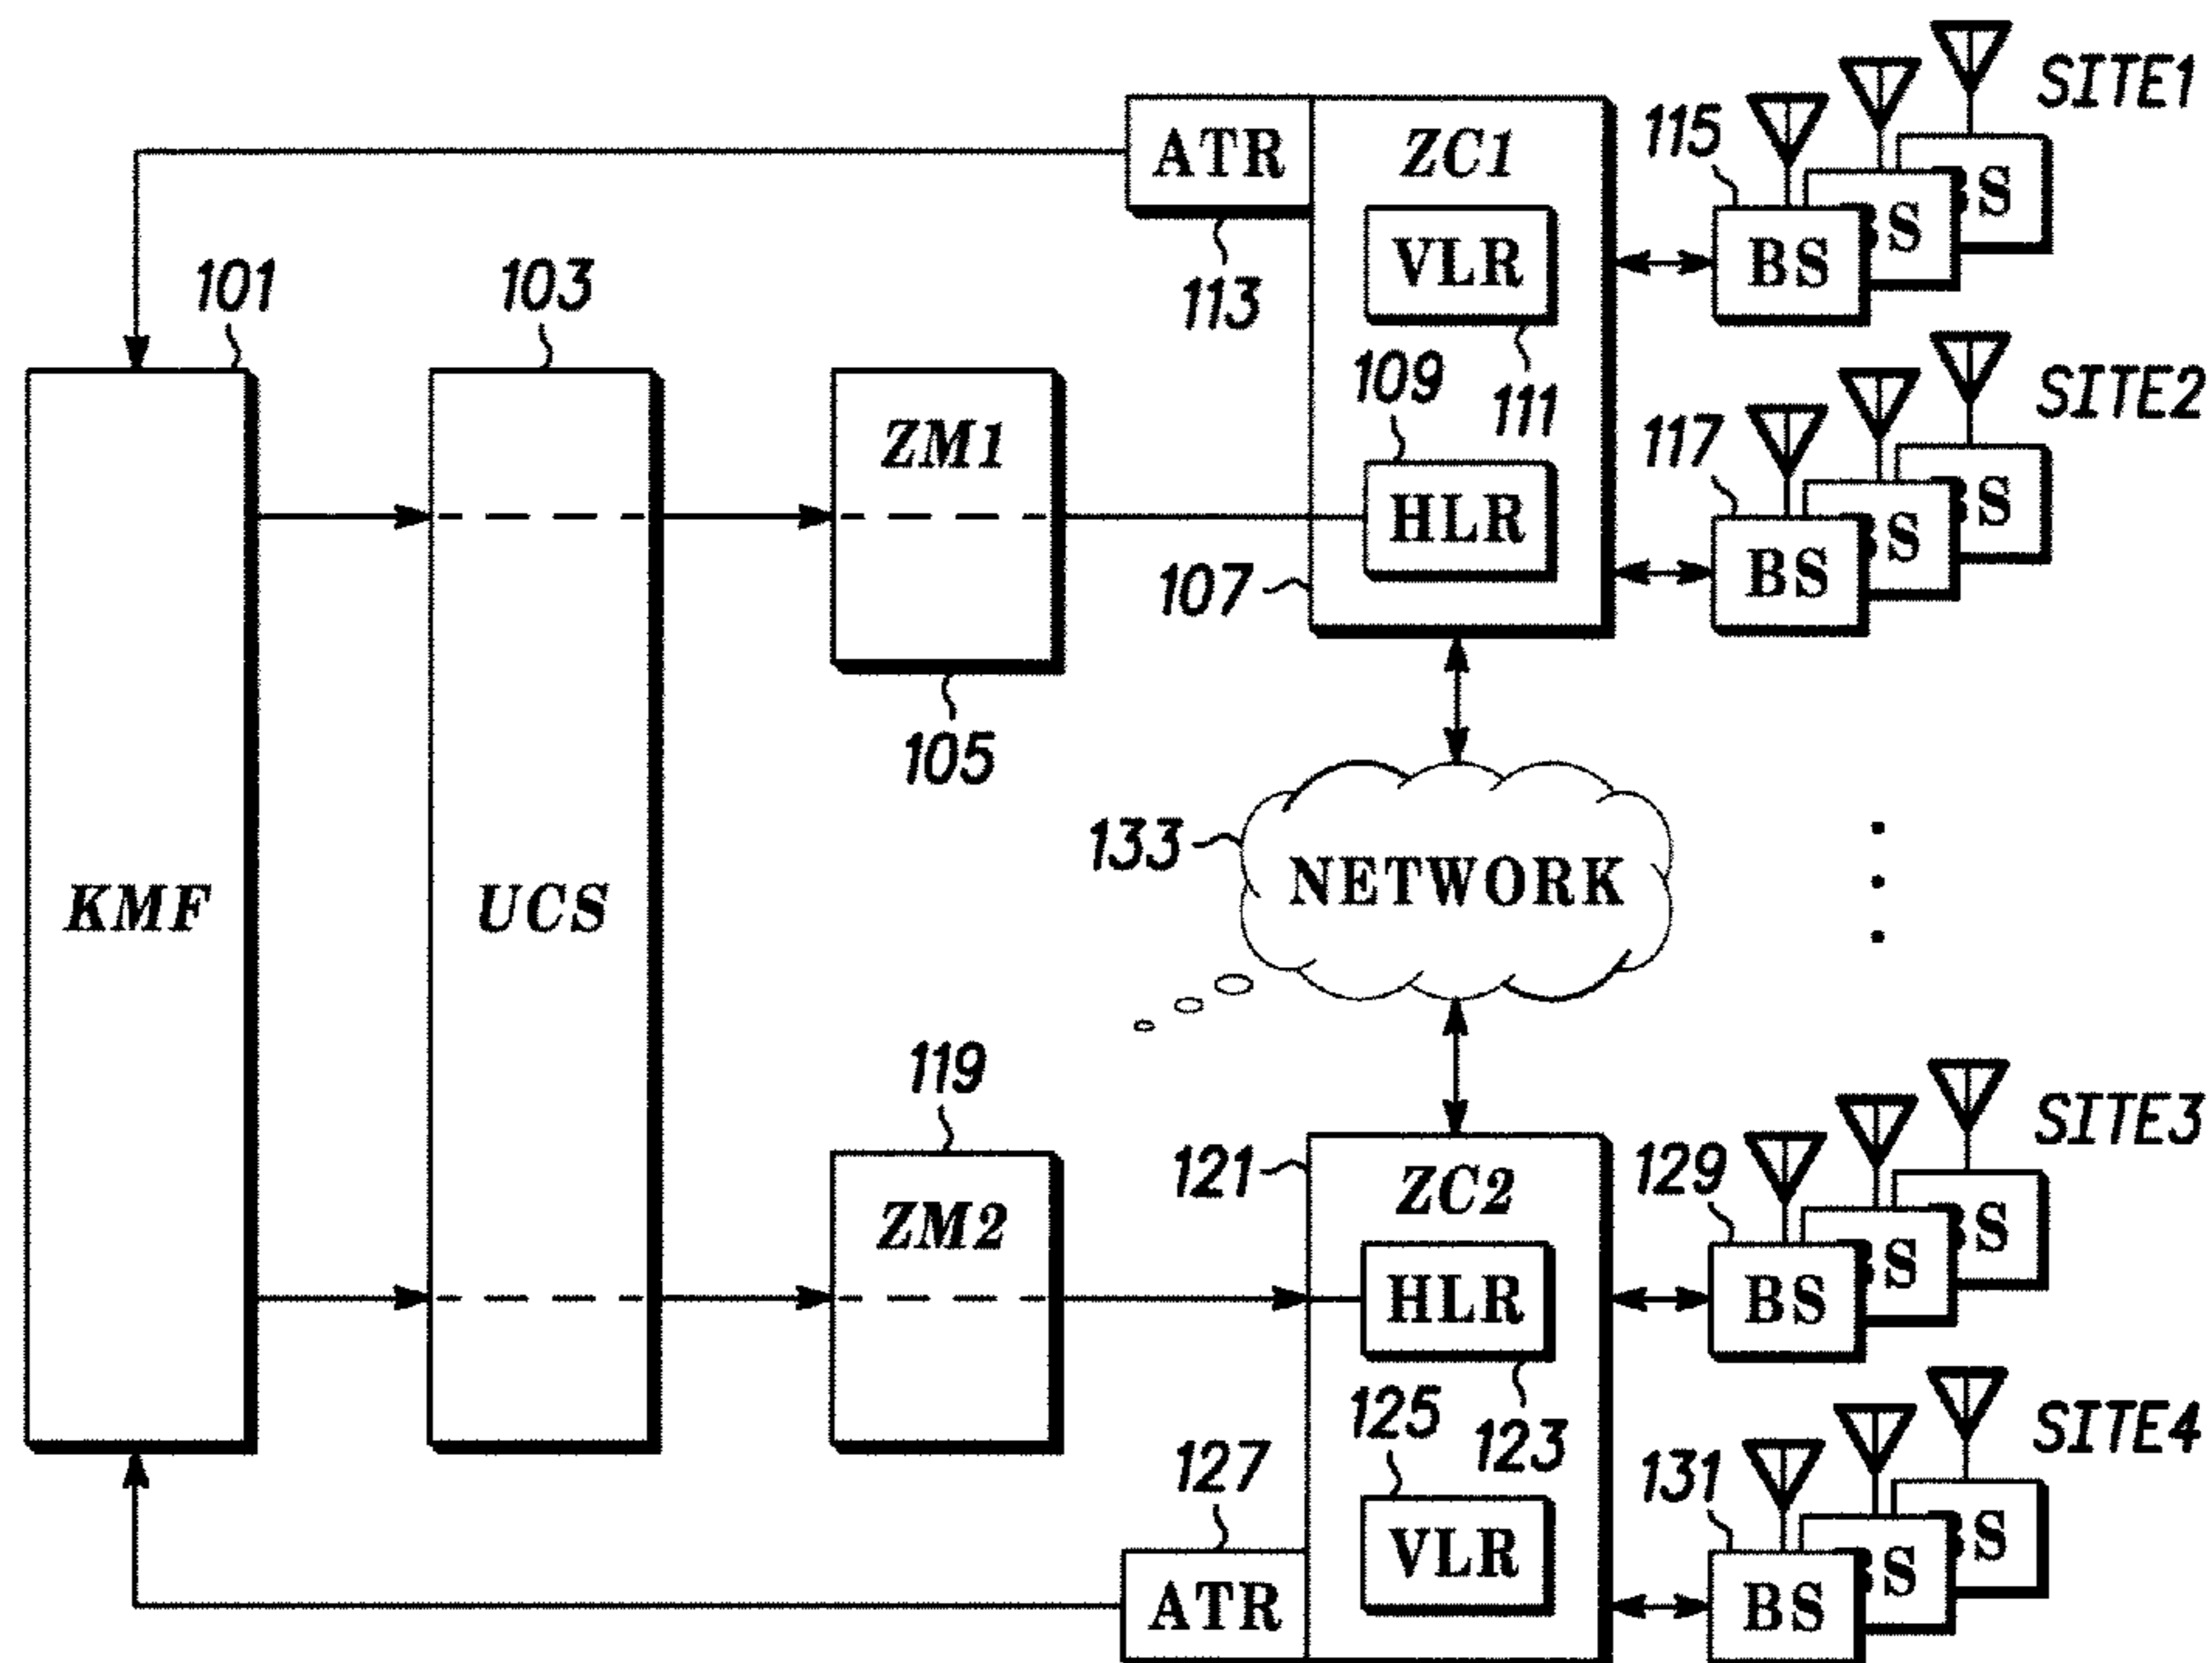 SITE1
ATR
ZC1
115
BS
S
S
VLR
113
101
103
109
111
SITE2
117
ZM1
HLR
BS
S
S
107
105
133
NETWORK
KMF
UCS
119
121
ZC2
129
SITE3
ZM2
HLR
BS
S
S
125
123
127
131
SITE4
ATR
VLR
BS
S
S